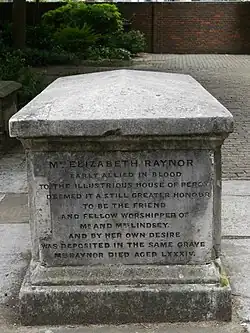 Mrs ELIZABETH RAYNOR
EARLY ALLIED IN BLOOD
TO THE ILLUSTRIOUS HOUSE OF PERCY
DEEMED IT A STILL GREATER HONOUR
TO BE THE FRIEND
AND FELLOW WORSHIPPER OF
Mr AND Mrs LINDSEY.
AND BY HER OWN DESIRE
WAS DEPOSITED IN THE SAME GRAVE
Mrs RAYNOR DIED AGED LXXXIV.